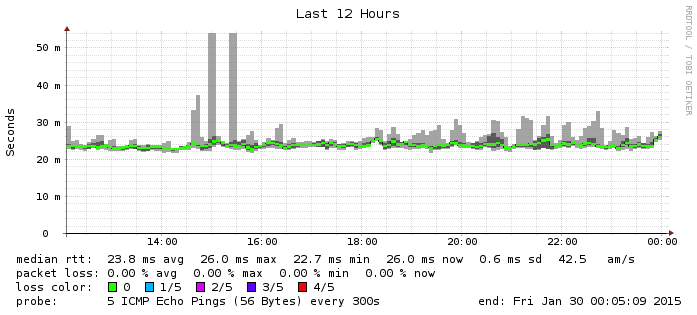 Last 12 Hours
RRDTOOL / TOBI OETIKER
Seconds
50 m
40 m
30 m
20 m
10 m
0
14:00 16:00 18:00 20:00 22:00 00:00
median rtt: 23.8 ms avg 26.0 ms max 22.7 ms min 26.0 ms now 0.6 ms sd 42.5 am/s
packet loss: 0.00 % avg 0.00 % max 0.00 % min 0.00 % now
loss color: 0 1/5 2/5 3/5 4/5
probe: 5 ICMP Echo Pings (56 Bytes) every 300s end: Fri Jan 30 00:05:09 2015